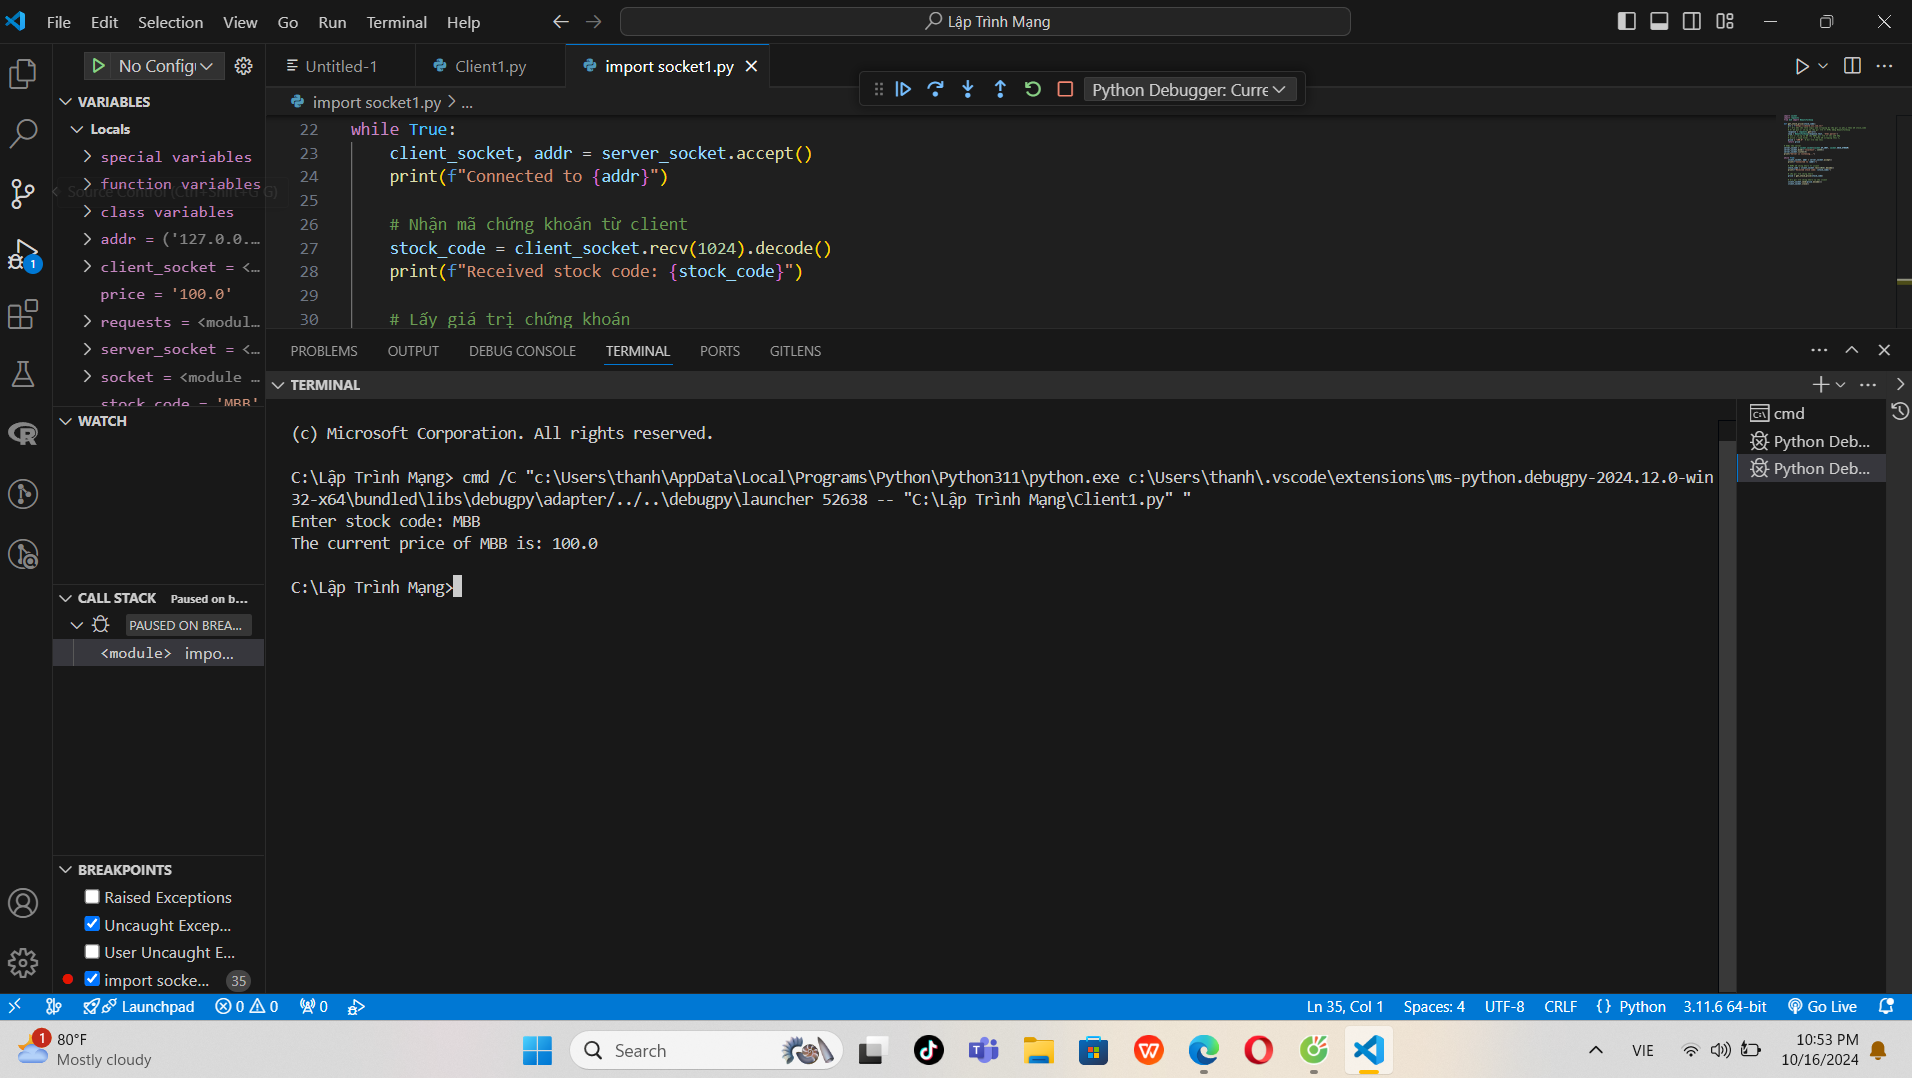 File Edit Selection View Go Run Terminal Help
Lập Trình Mạng
No Config
Untitled-1 Client1.py import socket1.py
Python Debugger: Curre
import socket1.py > ...
VARIABLES
Locals
special variables
function variables
Source Control (Ctrl+Shift+G G)
class variables
addr = ('127.0.0....
client_socket = <...
price = '100.0'
requests = <modul...
server_socket = <...
socket = <module ...
stock_code = 'MBB'
WATCH
CALL STACK Paused on b...
PAUSED ON BREA...
<module> impo...
BREAKPOINTS
Raised Exceptions
Uncaught Excep...
User Uncaught E...
import socke... 35
1
22 while True:
23 client_socket, addr = server_socket.accept()
24 print(f"Connected to {addr}")
25
26 # Nhận mã chứng khoán từ client
27 stock_code = client_socket.recv(1024).decode()
28 print(f"Received stock code: {stock_code}")
29
30 # Lấy giá trị chứng khoán
PROBLEMS OUTPUT DEBUG CONSOLE TERMINAL PORTS GITLENS
TERMINAL
(c) Microsoft Corporation. All rights reserved.
C:\Lập Trình Mạng> cmd /C "c:\Users\thanh\AppData\Local\Programs\Python\Python311\python.exe c:\Users\thanh\.vscode\extensions\ms-python.debugpy-2024.12.0-win
32-x64\bundled\libs\debugpy\adapter/../..\debugpy\launcher 52638 -- "C:\Lập Trình Mạng\Client1.py" "
Enter stock code: MBB
The current price of MBB is: 100.0
C:\Lập Trình Mạng>
cmd
Python Deb...
Python Deb...
Launchpad 0 0 0 Ln 35, Col 1 Spaces: 4 UTF-8 CRLF {} Python 3.11.6 64-bit Go Live
1 80°F
Mostly cloudy
Search
VIE
10:53 PM
10/16/2024